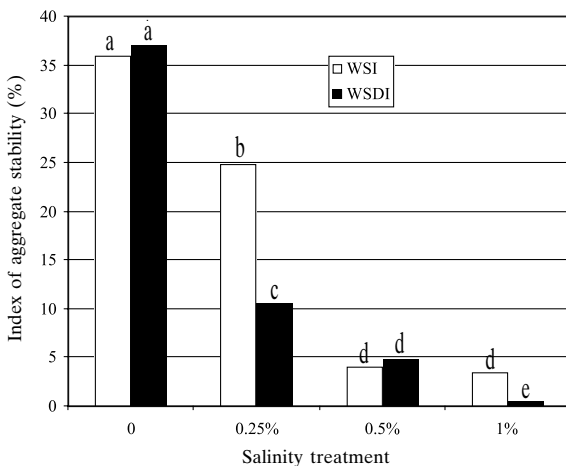 40
35
30
25
20
15
10
5
0
Index of aggregate stability (%)
a a
b
c
d d
d
e
WSI
WSDI
0 0.25% 0.5% 1%
Salinity treatment